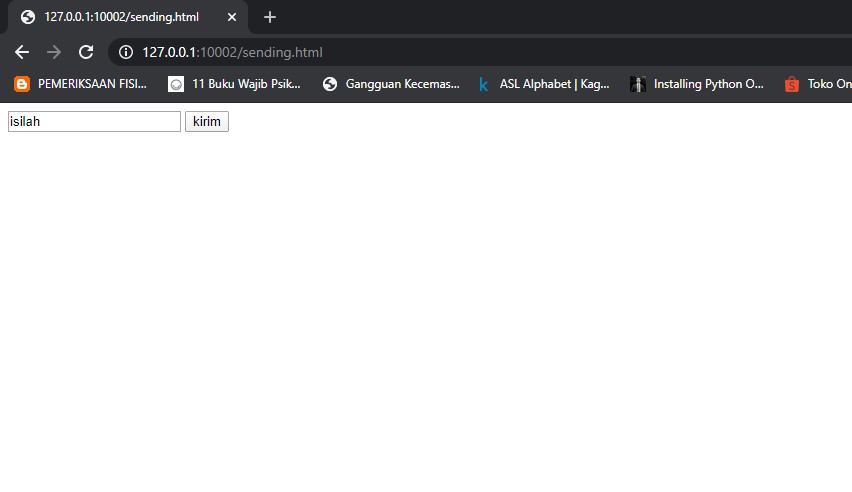 127.0.0.1:10002/sending.html
127.0.0.1:10002/sending.html
PEMERIKSAAN FISI... 11 Buku Wajib Psik... Gangguan Kecemas... ASL Alphabet | Kag... Installing Python O... Toko On
isilah kirim